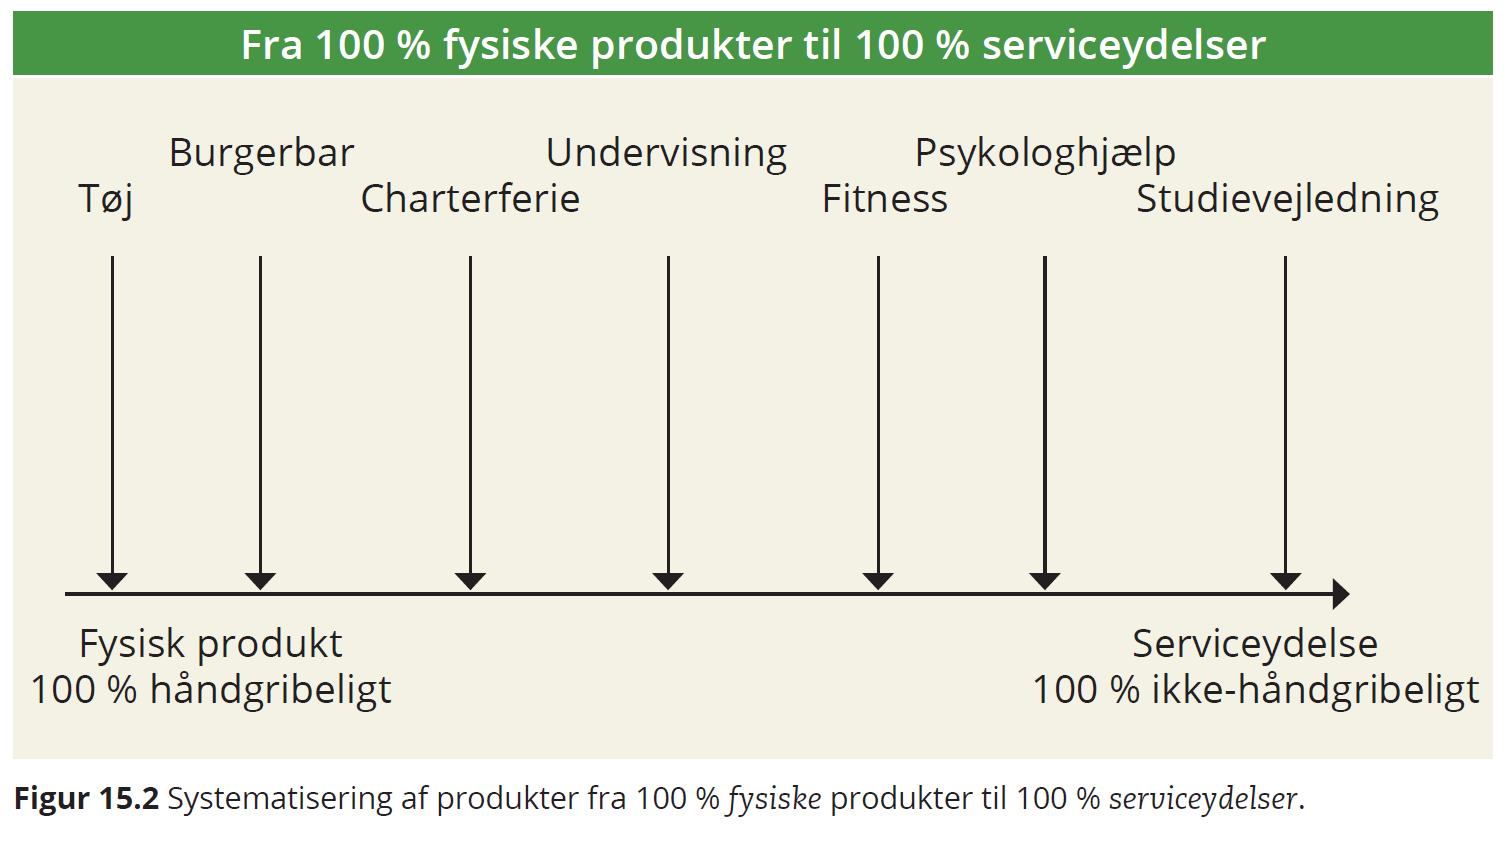 Fra 100 % fysiske produkter til 100 % serviceydelser
Burgerbar Undervisning Psykologhjælp
Tøj Charterferie Fitness Studievejledning
Fysisk produkt Serviceydelse
100 % håndgribeligt 100 % ikke-håndgribeligt
Figur 15.2 Systematisering af produkter fra 100 % fysiske produkter til 100 % serviceydelser.